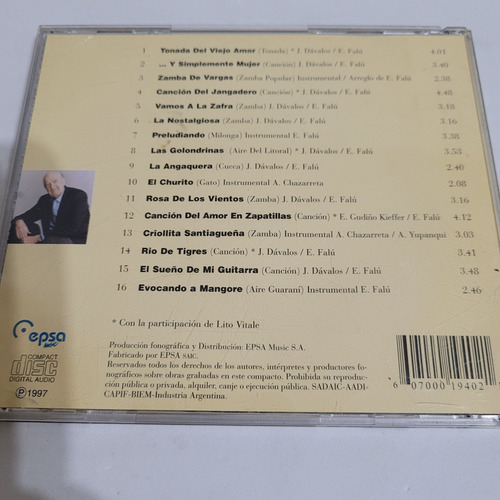 1 Tonada Del Viejo Amor (Tonada) * J. Dávalos / E. Falú 4.01
2 ... Y Simplemente Mujer (Canción) J. Dávalos / E. Falú 3.40
3 Zamba De Vargas (Zamba Popular) Instrumental / Arreglo de E. Falú 2.38
4 Canción Del Jangadero (Canción) * J. Dávalos / E. Falú 4.48
5 Vamos A La Zafra (Zamba) J. Dávalos / E. Falú 3.18
6 La Nostalgiosa (Zamba) J. Dávalos / E. Falú 3.16
7 Preludiando (Milonga) Instrumental E. Falú 3.38
8 Las Golondrinas (Aire Del Litoral) * J. Dávalos / E. Falú 3.53
9 La Angaquera (Cueca) J. Dávalos / E. Falú 2.40
10 El Churito (Gato) Instrumental A. Chazarreta 2.08
11 Rosa De Los Vientos (Zamba) J. Dávalos / E. Falú 3.16
12 Canción Del Amor En Zapatillas (Canción) * E. Gudiño Kieffer / E. Falú 4.12
13 Criollita Santiagueña (Zamba) Instrumental A. Chazarreta / A. Yupanqui 3.03
14 Rio De Tigres (Canción) * J. Dávalos / E. Falú 3.41
15 El Sueño De Mi Guitarra (Canción) J. Dávalos / E. Falú 3.48
16 Evocando a Mangore (Aire Guaraní) Instrumental E. Falú 2.46
* Con la participación de Lito Vitale
epsa
music
COMPACT
disc
DIGITAL AUDIO
℗ 1997
Producción fonográfica y Distribución: EPSA Music S.A.
Fabricado por EPSA SAIC.
Reservados todos los derechos de los autores, intérpretes y productores fo-
nográficos sobre obras grabadas en este compacto. Prohibida su reproduc-
ción pública o privada, alquiler, canje o ejecución pública. SADAIC-AADI-
CAPIF-BIEM-Industria Argentina.
6 07000 19402